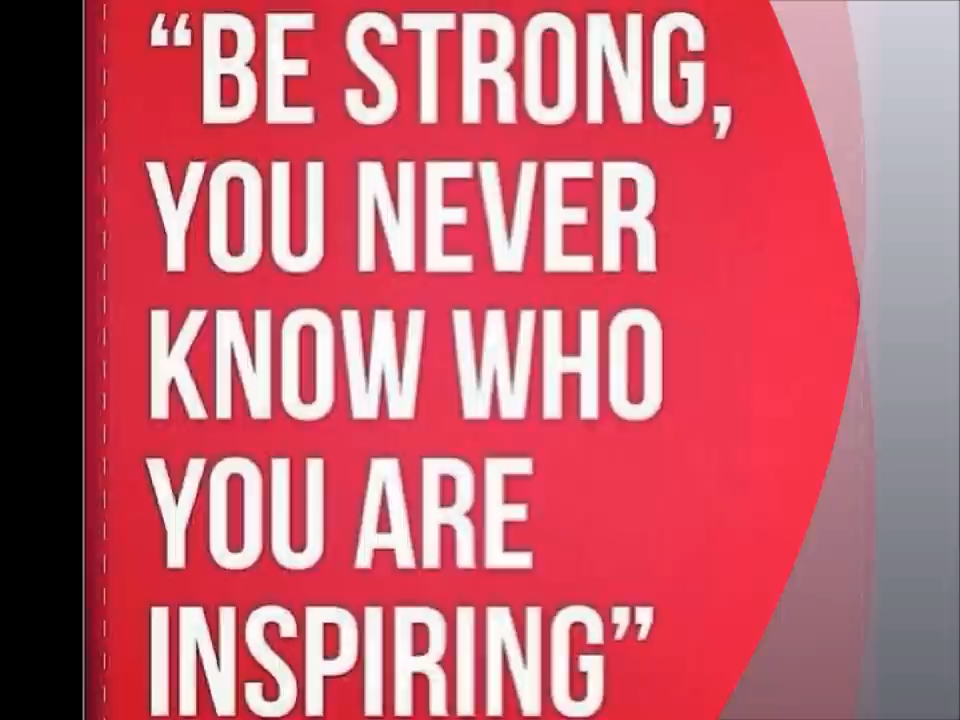 “BE STRONG,
YOU NEVER
KNOW WHO
YOU ARE
INSPIRING”